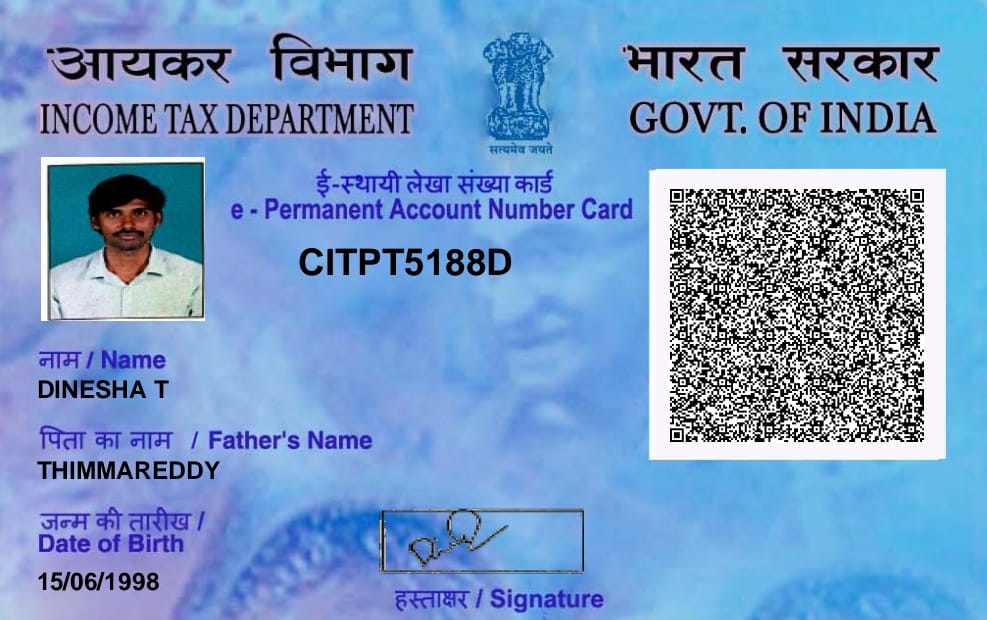 आयकर विभाग
INCOME TAX DEPARTMENT
सत्यमेव जयते
भारत सरकार
GOVT. OF INDIA
ई-स्थायी लेखा संख्या कार्ड
e - Permanent Account Number Card
CITPT5188D
नाम / Name
DINESHA T
पिता का नाम / Father's Name
THIMMAREDDY
जन्म की तारीख /
Date of Birth
15/06/1998
हस्ताक्षर / Signature